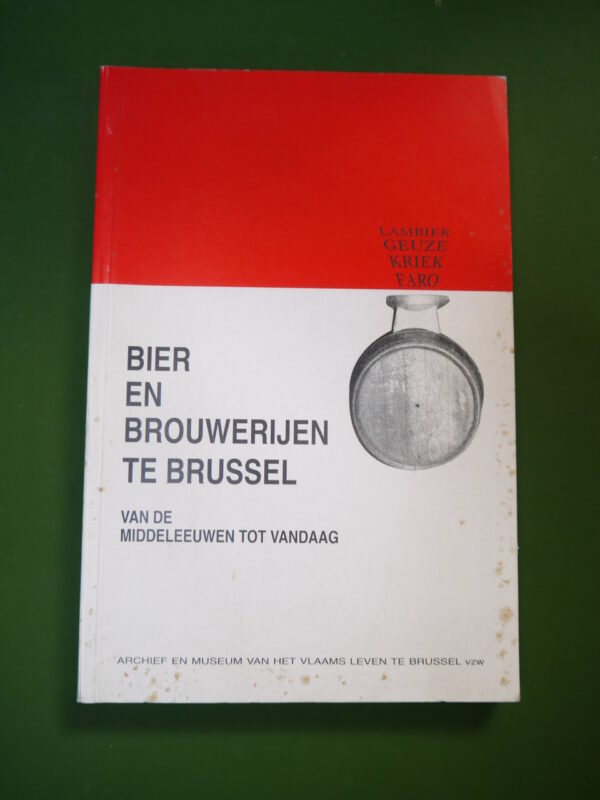 LAMBIEK
GEUZE
KRIEK
FARO
BIER
EN
BROUWERIJEN
TE BRUSSEL
VAN DE
MIDDELEEUWEN TOT VANDAAG
ARCHIEF EN MUSEUM VAN HET VLAAMS LEVEN TE BRUSSEL VZW